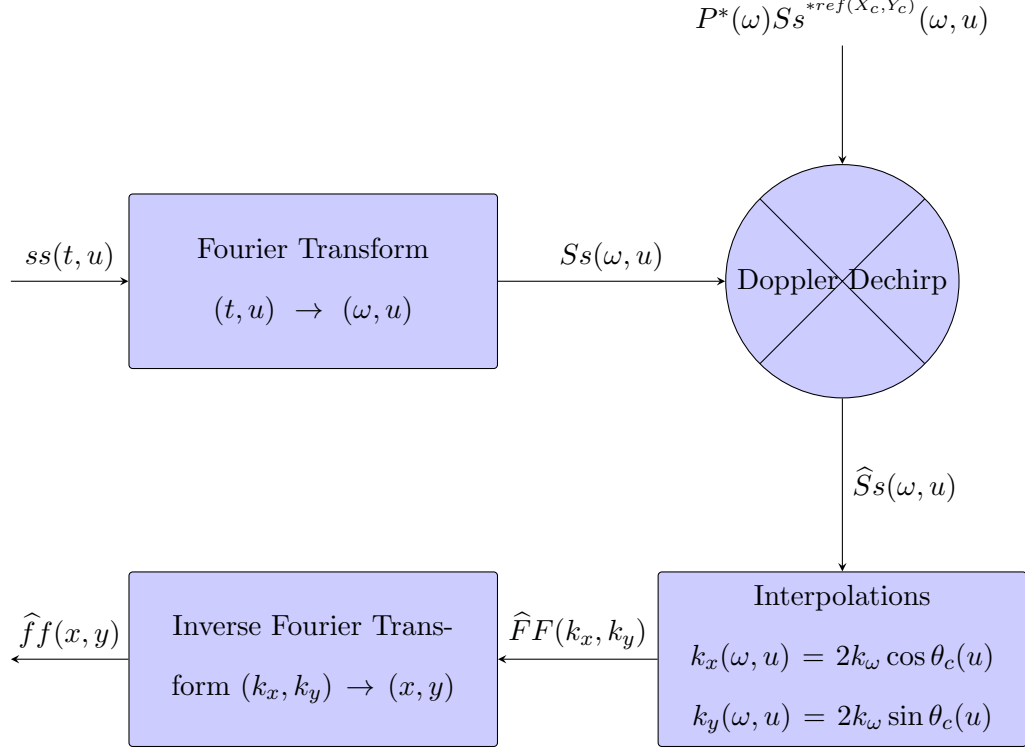 P*(ω)Ss^{*ref(X_c,Y_c)}(ω, u)
ss(t, u)
Fourier Transform
(t, u) → (ω, u)
Ss(ω, u)
Doppler Dechirp
Ŝs(ω, u)
Interpolations
k_x(ω, u) = 2k_ω cos θ_c(u)
k_y(ω, u) = 2k_ω sin θ_c(u)
F̂F(k_x, k_y)
Inverse Fourier Trans-
form (k_x, k_y) → (x, y)
f̂f(x, y)